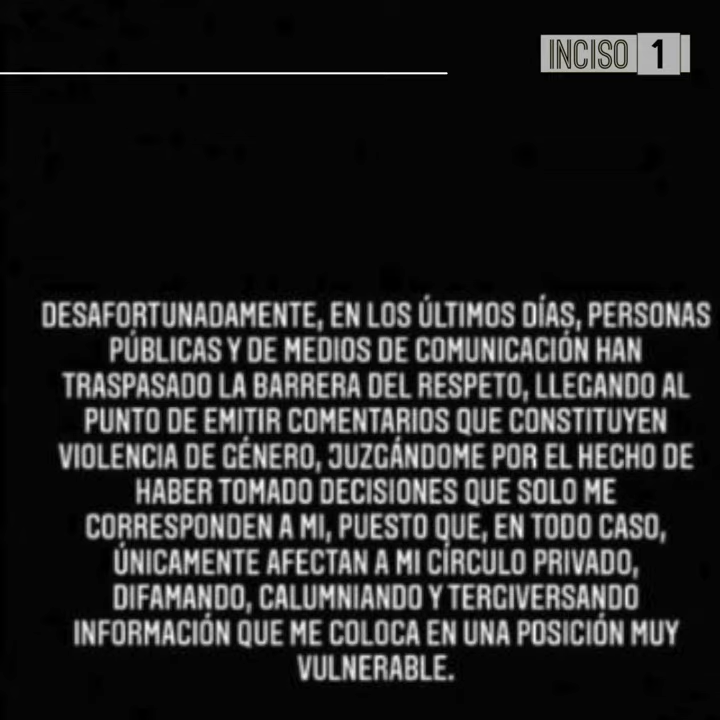 INCISO 1
DESAFORTUNADAMENTE, EN LOS ÚLTIMOS DÍAS, PERSONAS
PÚBLICAS Y DE MEDIOS DE COMUNICACIÓN HAN
TRASPASADO LA BARRERA DEL RESPETO, LLEGANDO AL
PUNTO DE EMITIR COMENTARIOS QUE CONSTITUYEN
VIOLENCIA DE GÉNERO, JUZGÁNDOME POR EL HECHO DE
HABER TOMADO DECISIONES QUE SOLO ME
CORRESPONDEN A MI, PUESTO QUE, EN TODO CASO,
ÚNICAMENTE AFECTAN A MI CÍRCULO PRIVADO,
DIFAMANDO, CALUMNIANDO Y TERGIVERSANDO
INFORMACIÓN QUE ME COLOCA EN UNA POSICIÓN MUY
VULNERABLE.